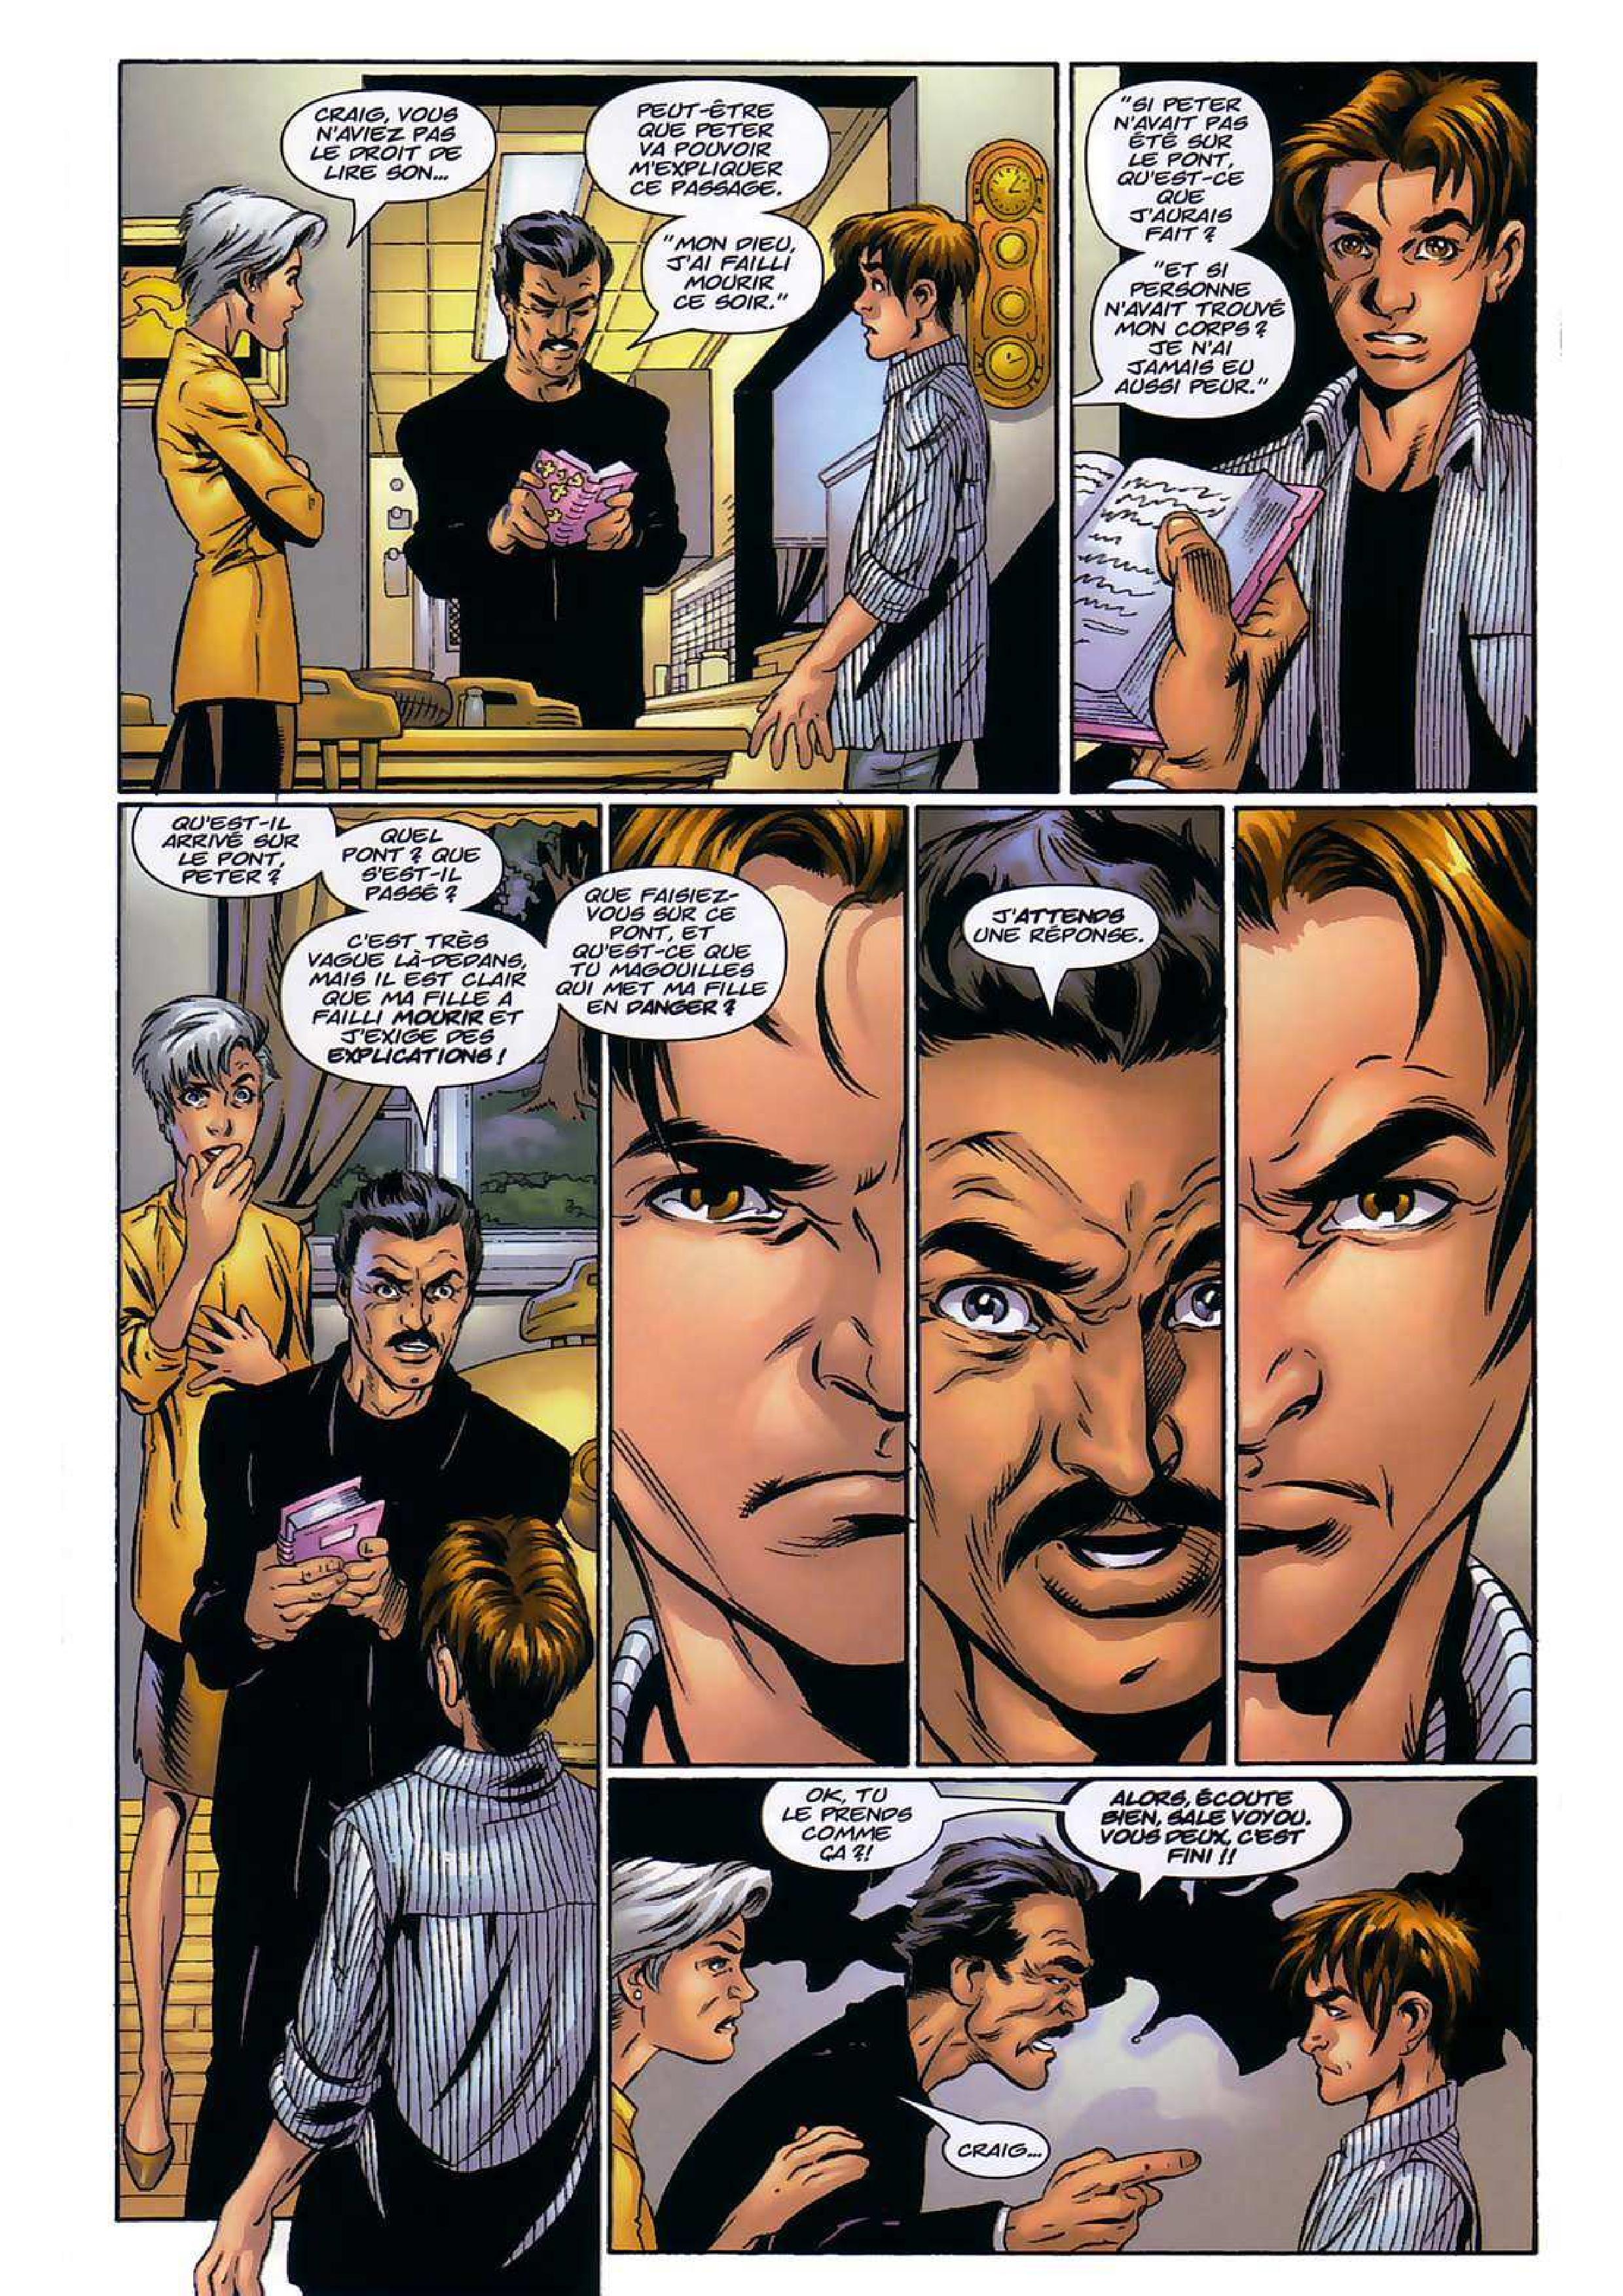 CRAIG, VOUS
N'AVIEZ PAS
LE DROIT DE
LIRE SON...
PEUT-ÊTRE
QUE PETER
VA POUVOIR
M'EXPLIQUER
CE PASSAGE.
"MON DIEU,
J'AI FAILLI
MOURIR
CE SOIR."
"SI PETER
N'AVAIT PAS
ÉTÉ SUR
LE PONT,
QU'EST-CE
QUE
J'AURAIS
FAIT ?
"ET SI
PERSONNE
N'AVAIT TROUVÉ
MON CORPS ?
JE N'AI
JAMAIS EU
AUSSI PEUR."
QU'EST-IL
ARRIVÉ SUR
LE PONT,
PETER ?
QUEL
PONT ? QUE
S'EST-IL
PASSÉ ?
C'EST TRÈS
VAGUE LÀ-DEDANS,
MAIS IL EST CLAIR
QUE MA FILLE A
FAILLI MOURIR ET
J'EXIGE DES
EXPLICATIONS !
QUE FAISIEZ-
VOUS SUR CE
PONT, ET
QU'EST-CE QUE
TU MAGOUILLES
QUI MET MA FILLE
EN DANGER ?
J'ATTENDS
UNE RÉPONSE.
OK, TU
LE PRENDS
COMME
ÇA ?!
ALORS, ÉCOUTE
BIEN, SALE VOYOU.
VOUS DEUX, C'EST
FINI !!
CRAIG...